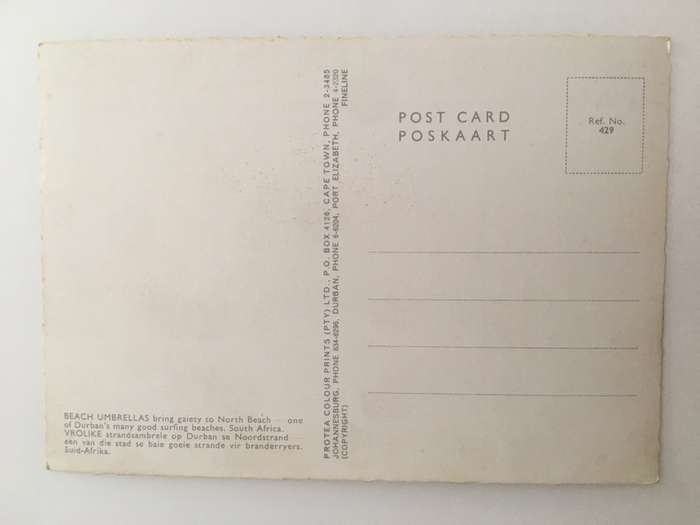 POST CARD
POSKAART
Ref. No.
429
PROTEA COLOUR PRINTS (PTY) LTD., P.O. BOX 4126, CAPE TOWN, PHONE 2-3485
JOHANNESBURG, PHONE 834-6296, DURBAN, PHONE 6-6204, PORT ELIZABETH, PHONE 4-2320
(COPYRIGHT) FINELINE
BEACH UMBRELLAS bring gaiety to North Beach — one
of Durban's many good surfing beaches. South Africa.
VROLIKE strandsambrele op Durban se Noordstrand
een van die stad se baie goeie strande vir branderryers.
Suid-Afrika.